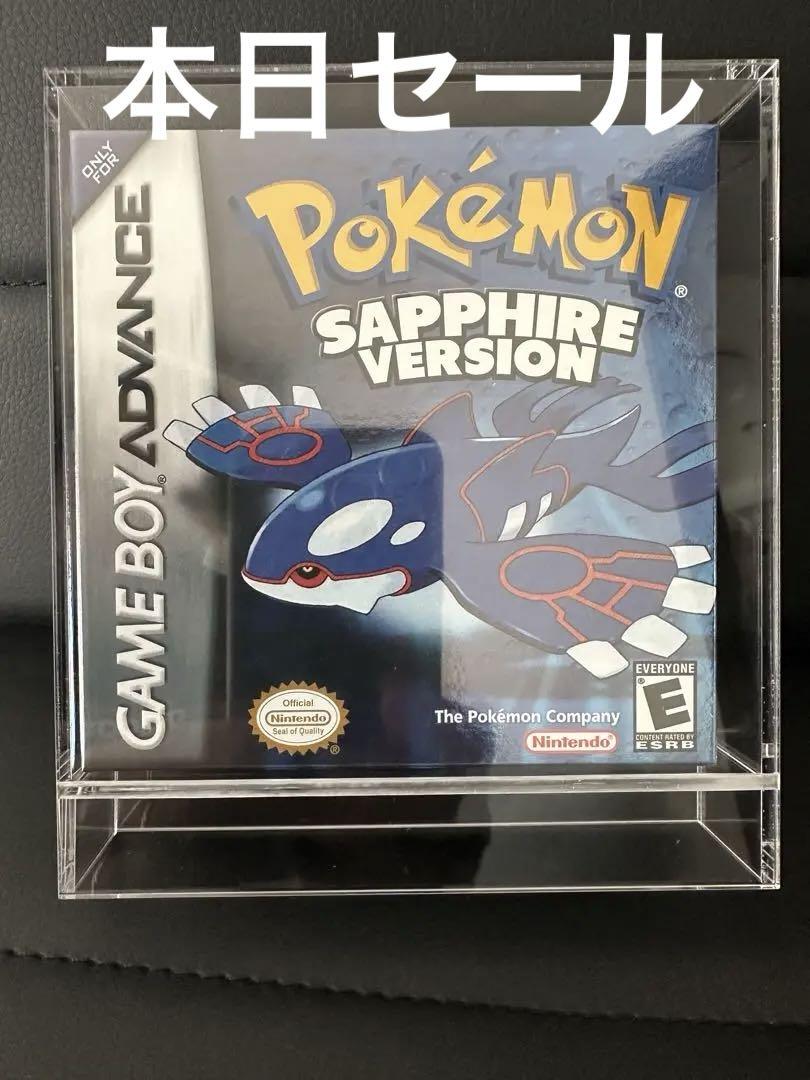 本日セール
ONLY
FOR
GAME BOY ADVANCE
POKéMON
SAPPHIRE
VERSION
Official
Nintendo
Seal of Quality
The Pokémon Company
Nintendo
EVERYONE
E
CONTENT RATED BY
ESRB